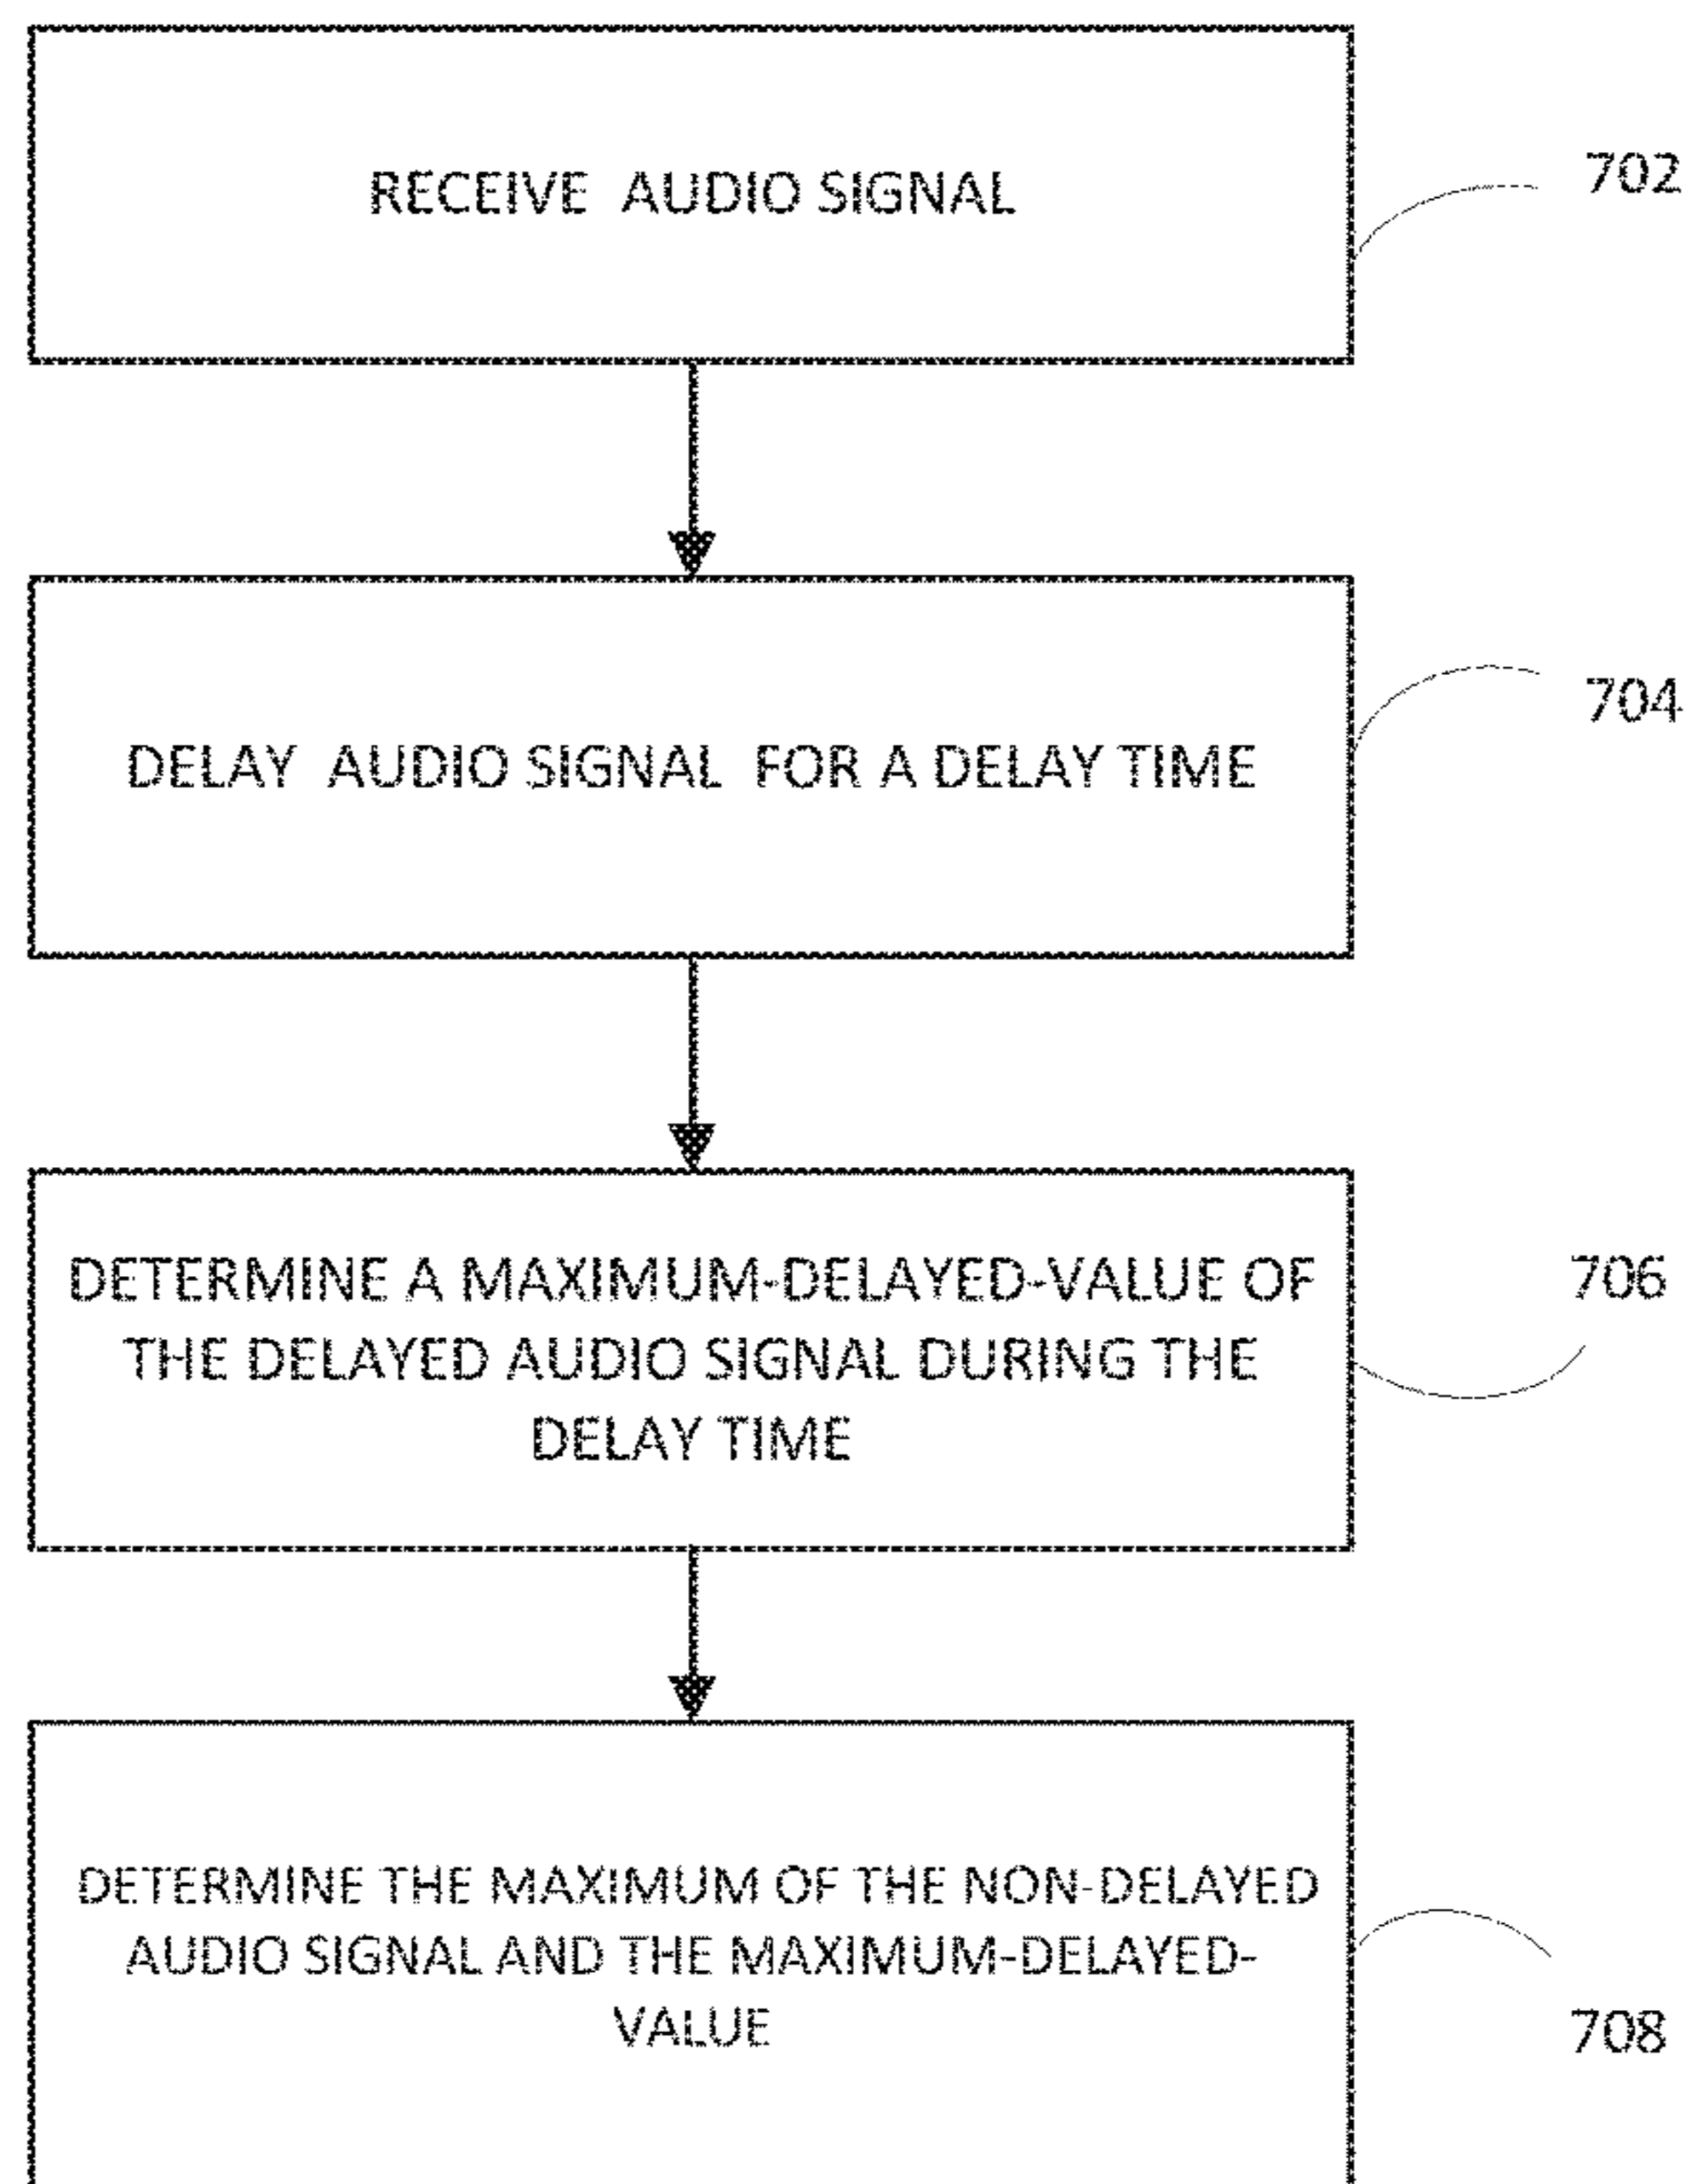 RECEIVE AUDIO SIGNAL
702
DELAY AUDIO SIGNAL FOR A DELAY TIME
704
DETERMINE A MAXIMUM-DELAYED-VALUE OF
THE DELAYED AUDIO SIGNAL DURING THE
DELAY TIME
706
DETERMINE THE MAXIMUM OF THE NON-DELAYED
AUDIO SIGNAL AND THE MAXIMUM-DELAYED-
VALUE
708